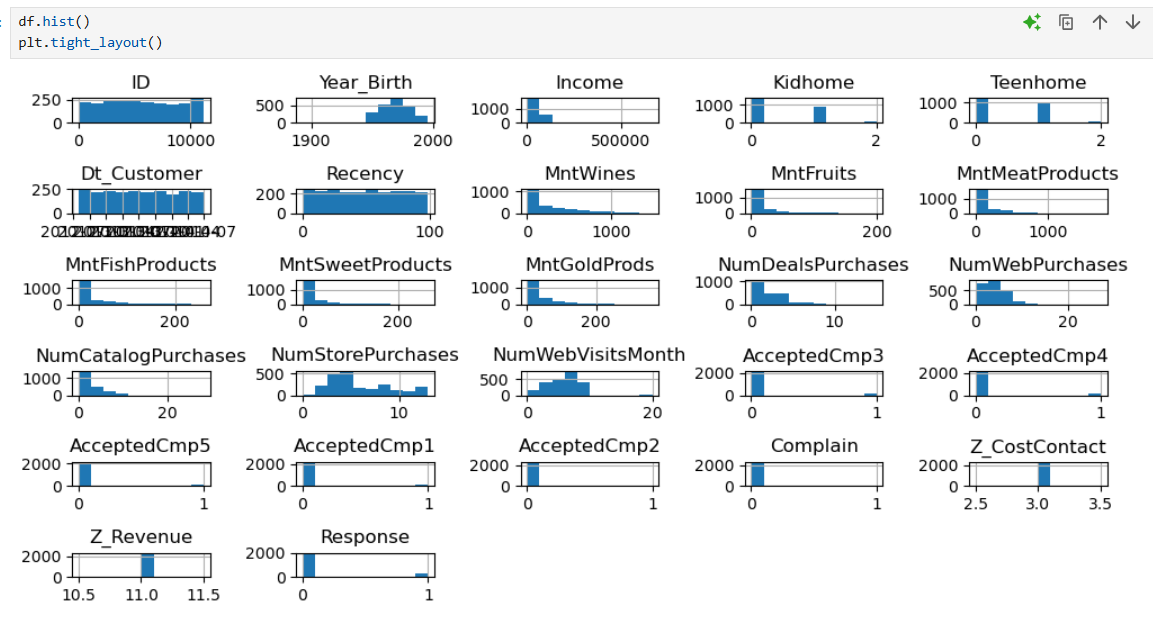 df.hist()
plt.tight_layout()
ID Year_Birth Income Kidhome Teenhome
250 0 0 10000
500 0 1900 2000
1000 0 0 500000
1000 0 0 2
1000 0 0 2
Dt_Customer Recency MntWines MntFruits MntMeatProducts
250 0
200 0 0 100
1000 0 0 1000
1000 0 0 200
1000 0 0 1000
MntFishProducts MntSweetProducts MntGoldProds NumDealsPurchases NumWebPurchases
1000 0 0 200
1000 0 0 200
1000 0 0 200
1000 0 0 10
500 0 0 20
NumCatalogPurchases NumStorePurchases NumWebVisitsMonth AcceptedCmp3 AcceptedCmp4
1000 0 0 20
500 0 0 10
500 0 0 20
2000 0 0 1
2000 0 0 1
AcceptedCmp5 AcceptedCmp1 AcceptedCmp2 Complain Z_CostContact
2000 0 0 1
2000 0 0 1
2000 0 0 1
2000 0 0 1
2000 0 2.5 3.0 3.5
Z_Revenue Response
2000 0 10.5 11.0 11.5
2000 0 0 1